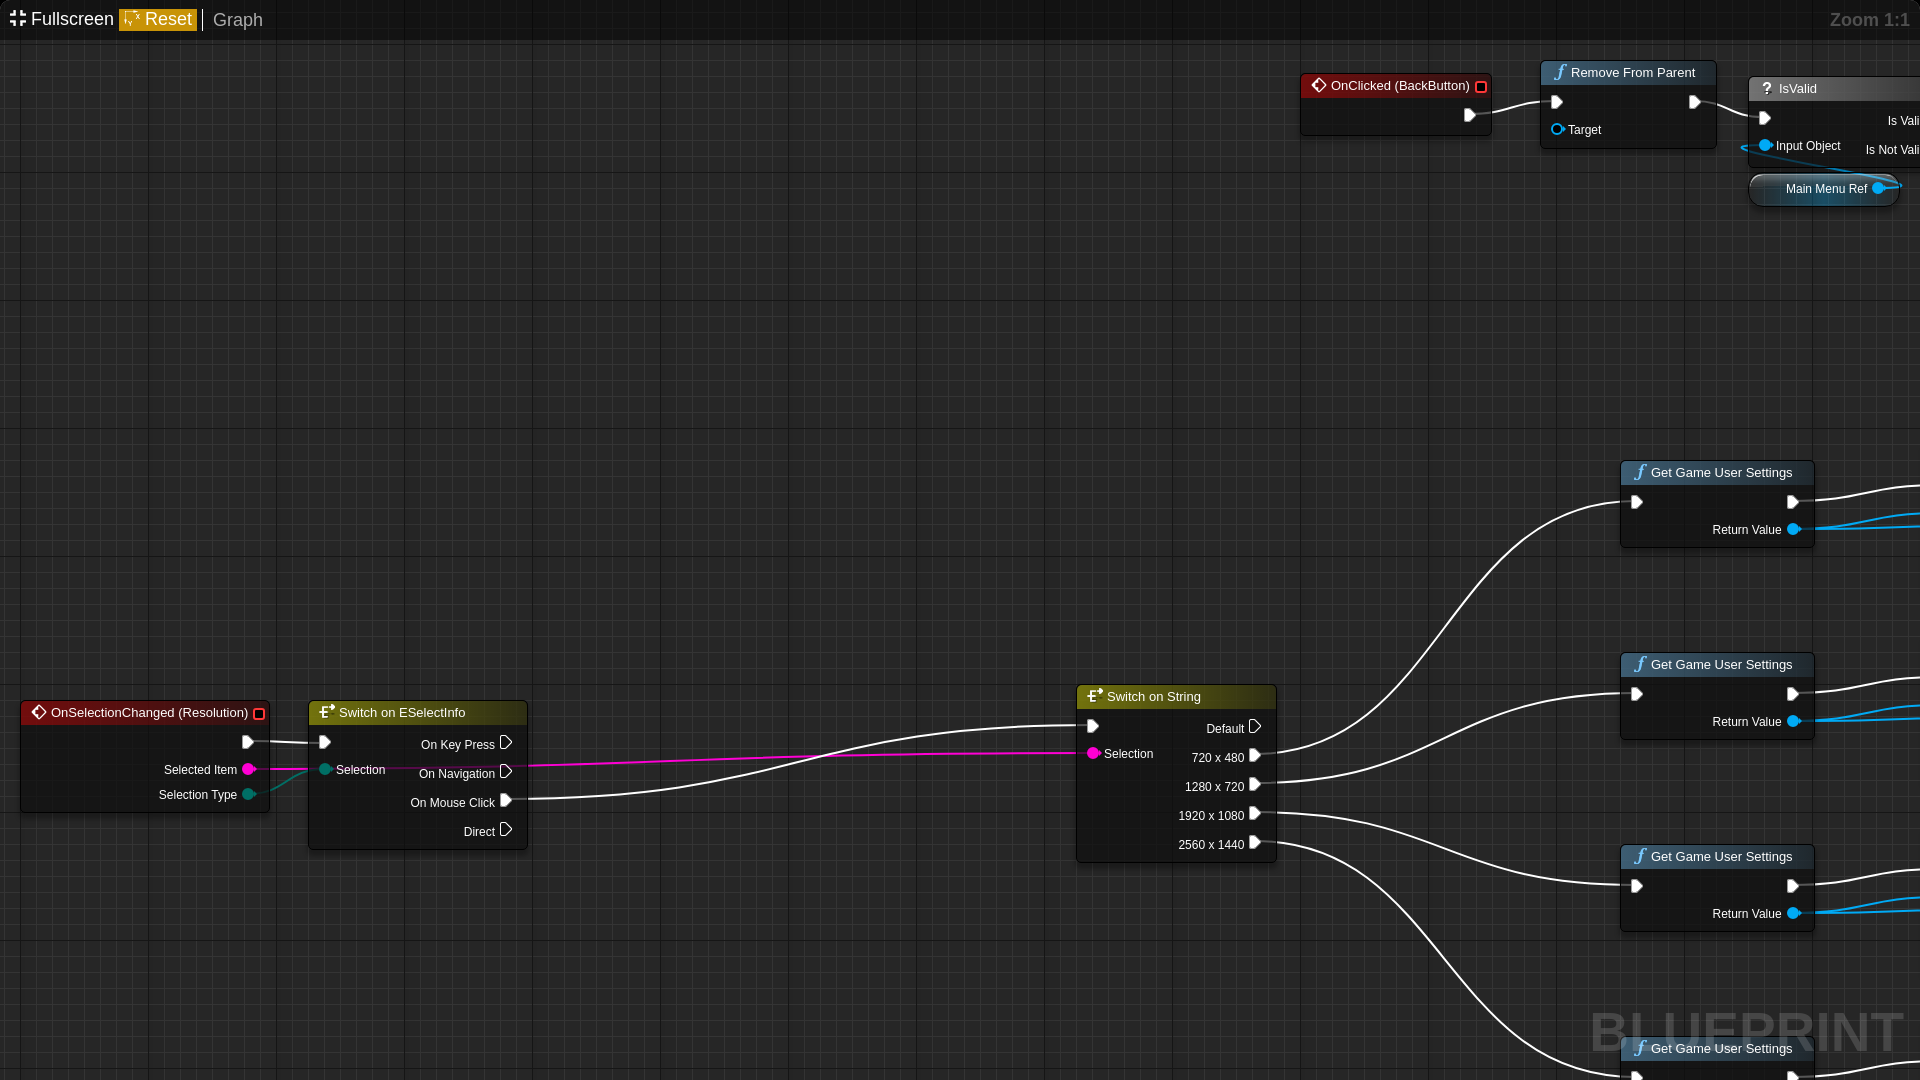 Fullscreen Reset Graph
Zoom 1:1
OnClicked (BackButton)
Remove From Parent
Target
? IsValid
Is Vali
Input Object
Is Not Vali
Main Menu Ref
Get Game User Settings
Return Value
Get Game User Settings
Return Value
OnSelectionChanged (Resolution)
Selected Item
Selection Type
Switch on ESelectInfo
On Key Press
Selection
On Navigation
On Mouse Click
Direct
Switch on String
Default
Selection
720 x 480
1280 x 720
1920 x 1080
2560 x 1440
Get Game User Settings
Return Value
BLUEPRINT
Get Game User Settings